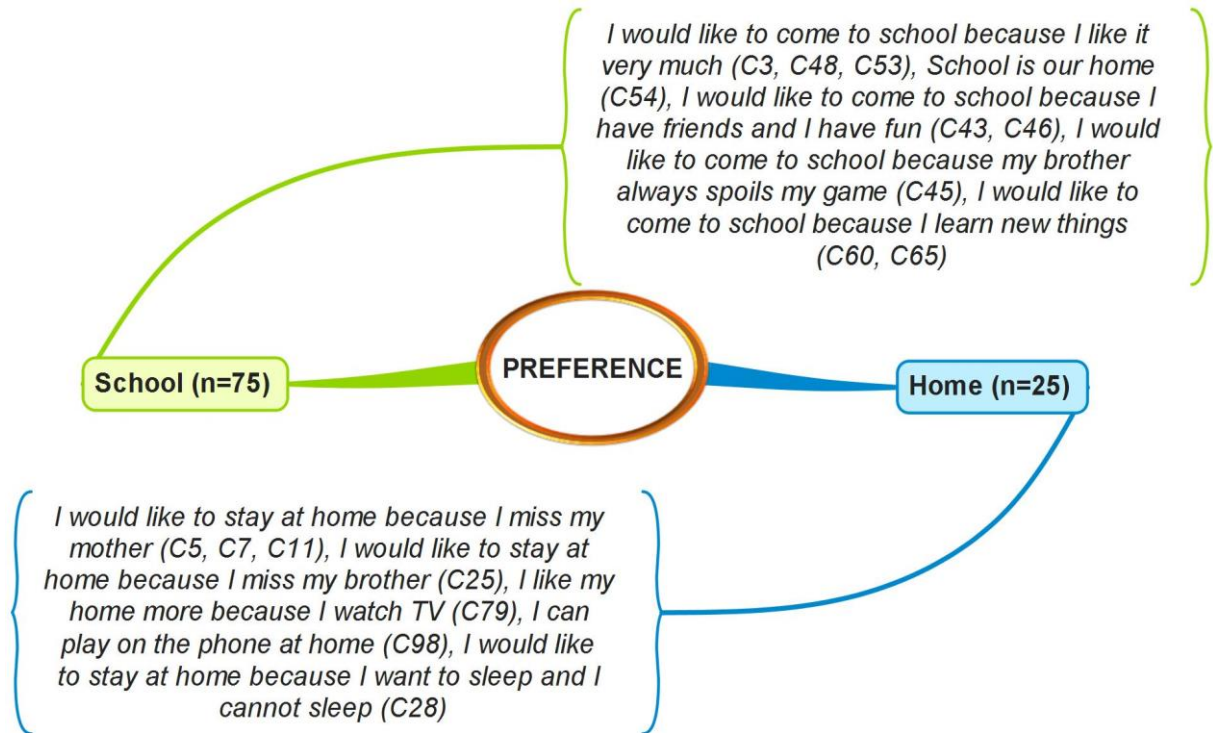 I would like to come to school because I like it
very much (C3, C48, C53), School is our home
(C54), I would like to come to school because I
have friends and I have fun (C43, C46), I would
like to come to school because my brother
always spoils my game (C45), I would like to
come to school because I learn new things
(C60, C65)
School (n=75)
PREFERENCE
Home (n=25)
I would like to stay at home because I miss my
mother (C5, C7, C11), I would like to stay at
home because I miss my brother (C25), I like my
home more because I watch TV (C79), I can
play on the phone at home (C98), I would like
to stay at home because I want to sleep and I
cannot sleep (C28)